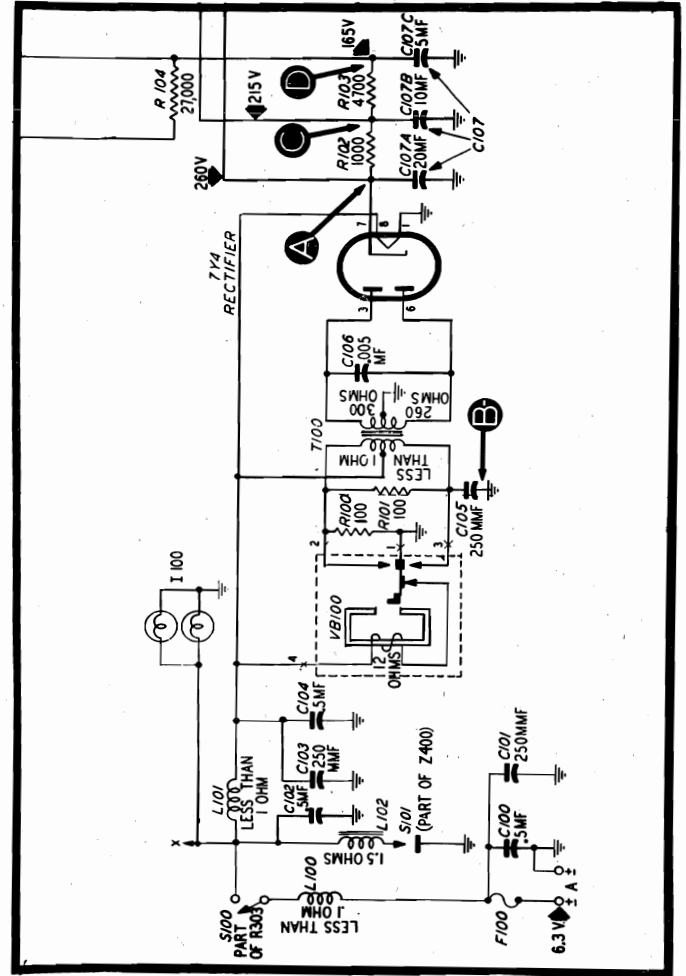 R 104
27,000
215 V
260V
165V
D
C
R103
4700
R102
1000
C107C
.5MF
C107B
10MF
C107A
20MF
C107
A
7Y4
RECTIFIER
7
8
1
3
6
C106
.005
MF
T100
300
OHMS
260
OHMS
LESS
THAN
1 OHM
B
R100
100
R101
100
C105
250 MMF
2
1
3
I 100
VB100
4
12
OHMS
C104
.5MF
C103
250
MMF
C102
.5MF
L101
LESS THAN
1 OHM
X
L102
1.5 OHMS
S101
(PART OF Z400)
S100
PART
OF R303
L100
LESS THAN
.1 OHM
C101
250MMF
C100
.5MF
F100
6.3 V.
± A ±